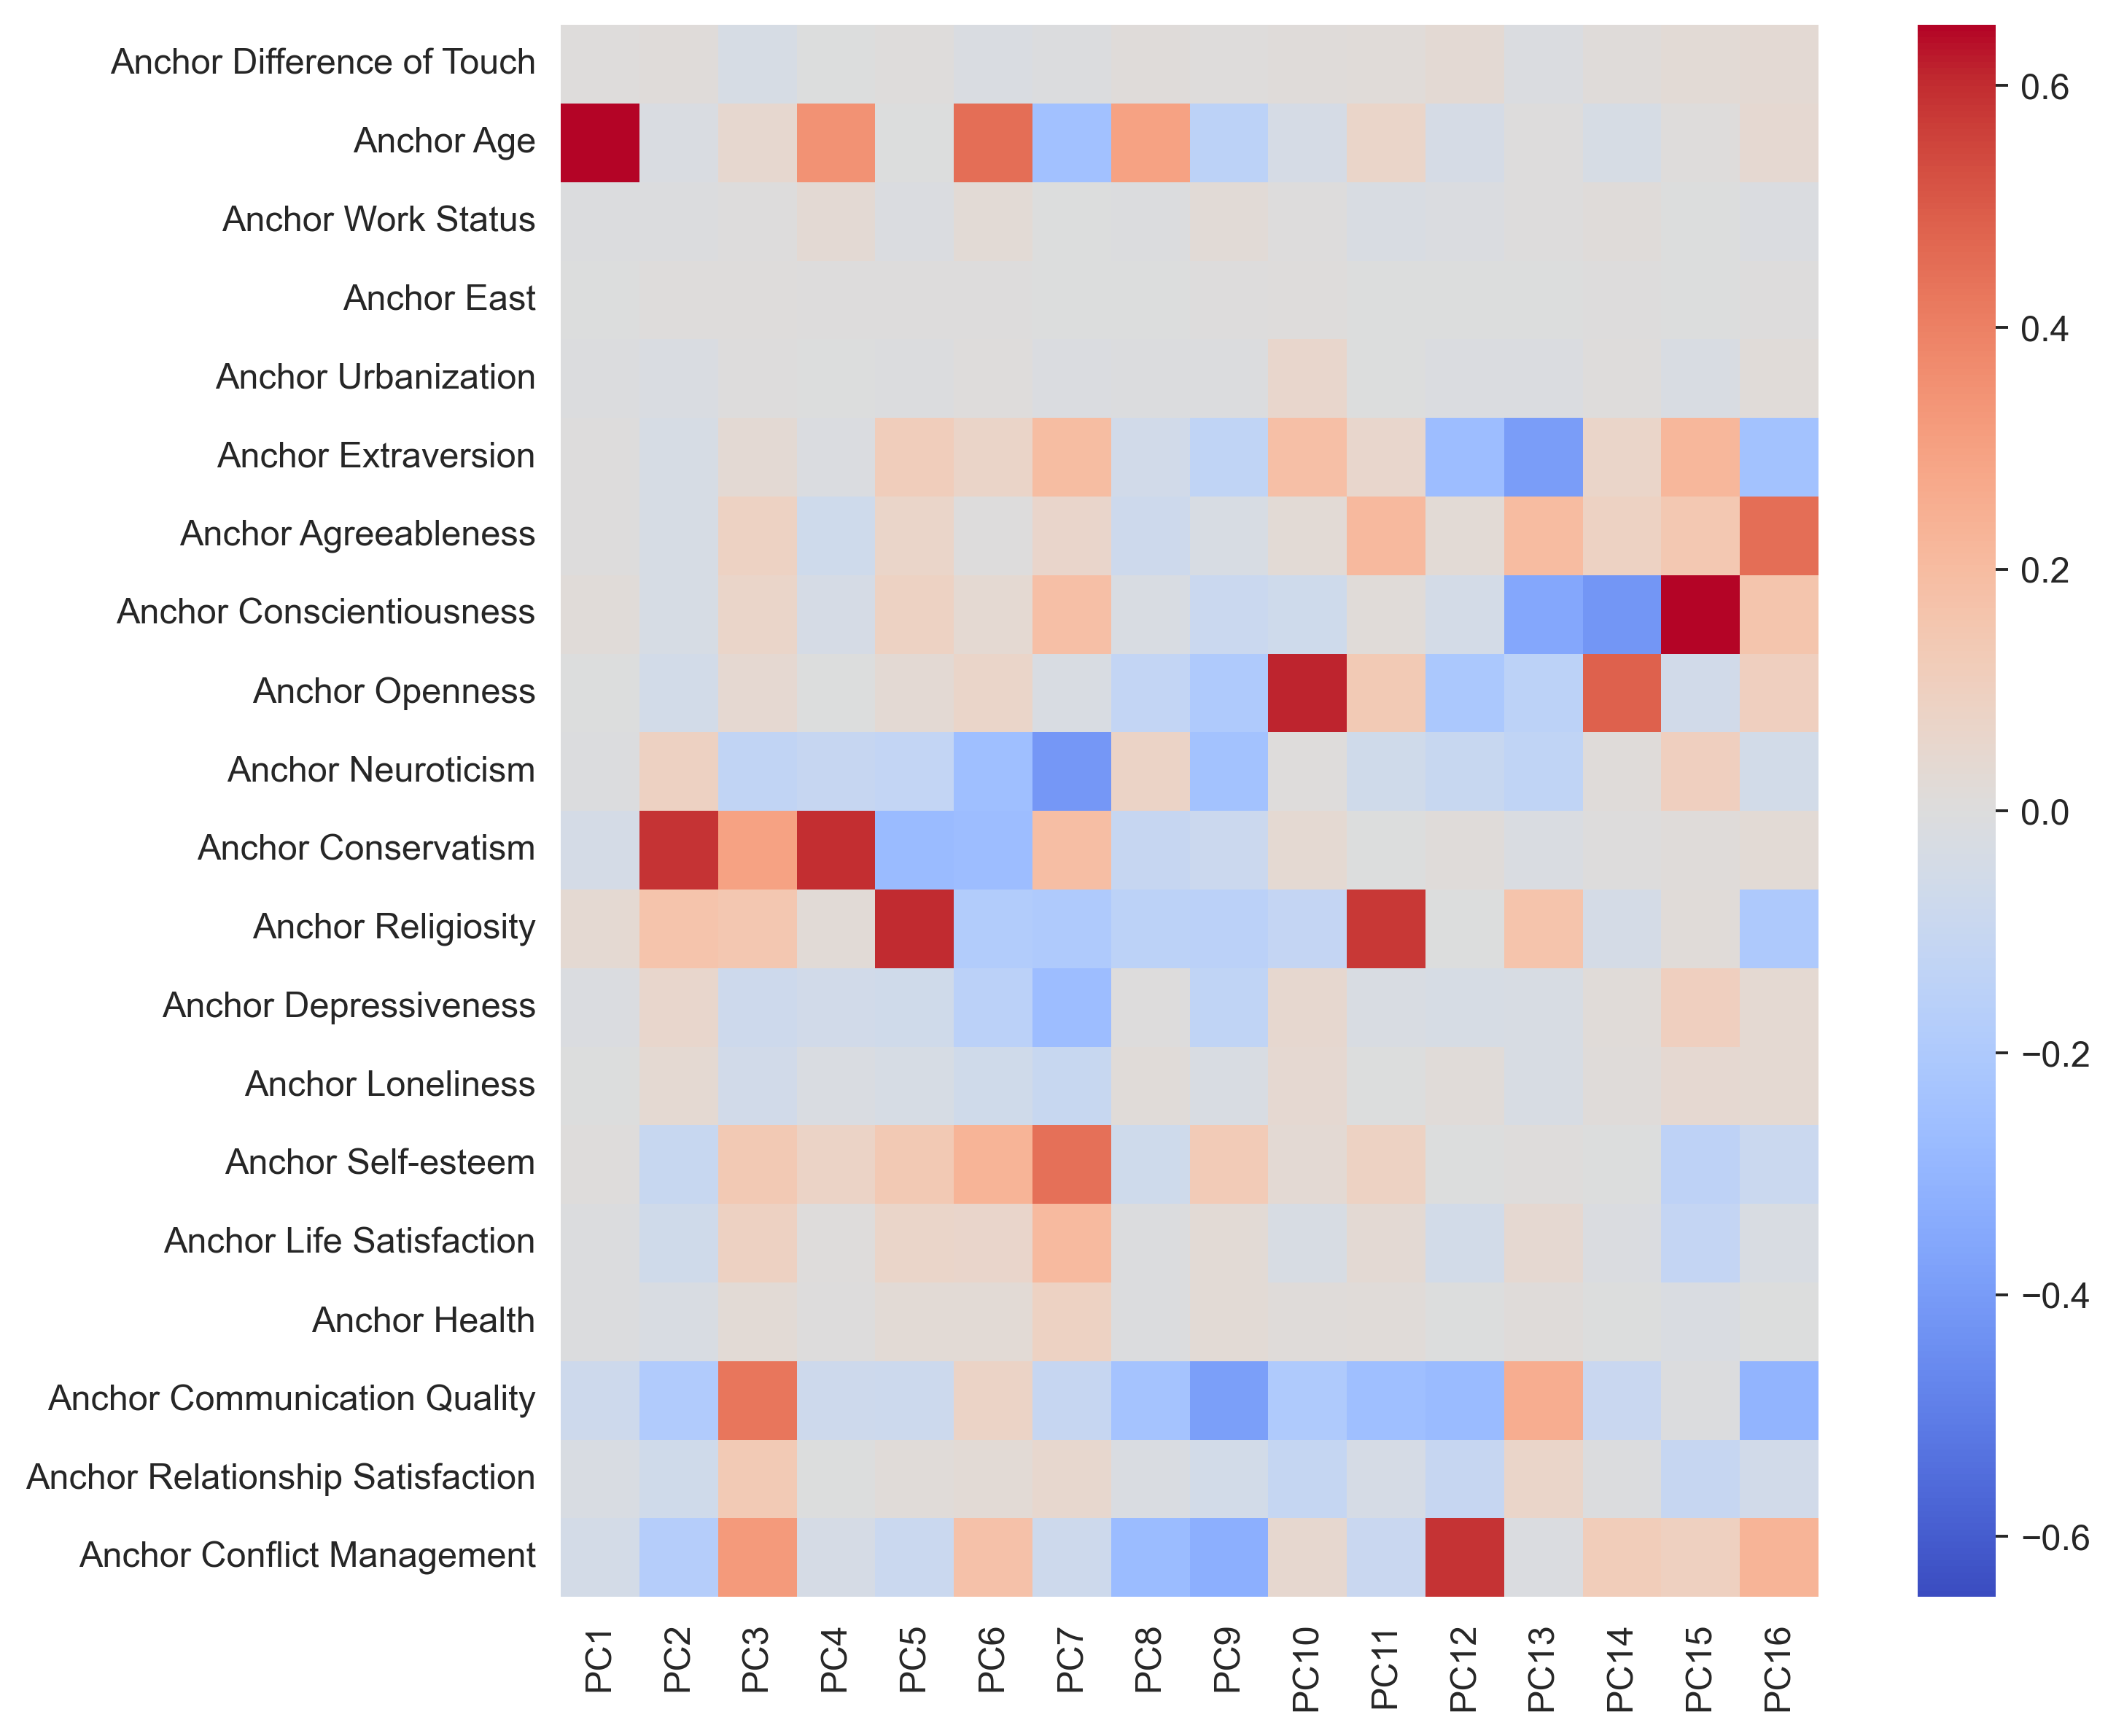 Anchor Difference of Touch
Anchor Age
Anchor Work Status
Anchor East
Anchor Urbanization
Anchor Extraversion
Anchor Agreeableness
Anchor Conscientiousness
Anchor Openness
Anchor Neuroticism
Anchor Conservatism
Anchor Religiosity
Anchor Depressiveness
Anchor Loneliness
Anchor Self-esteem
Anchor Life Satisfaction
Anchor Health
Anchor Communication Quality
Anchor Relationship Satisfaction
Anchor Conflict Management
PC1
PC2
PC3
PC4
PC5
PC6
PC7
PC8
PC9
PC10
PC11
PC12
PC13
PC14
PC15
PC16
0.6
0.4
0.2
0.0
−0.2
−0.4
−0.6